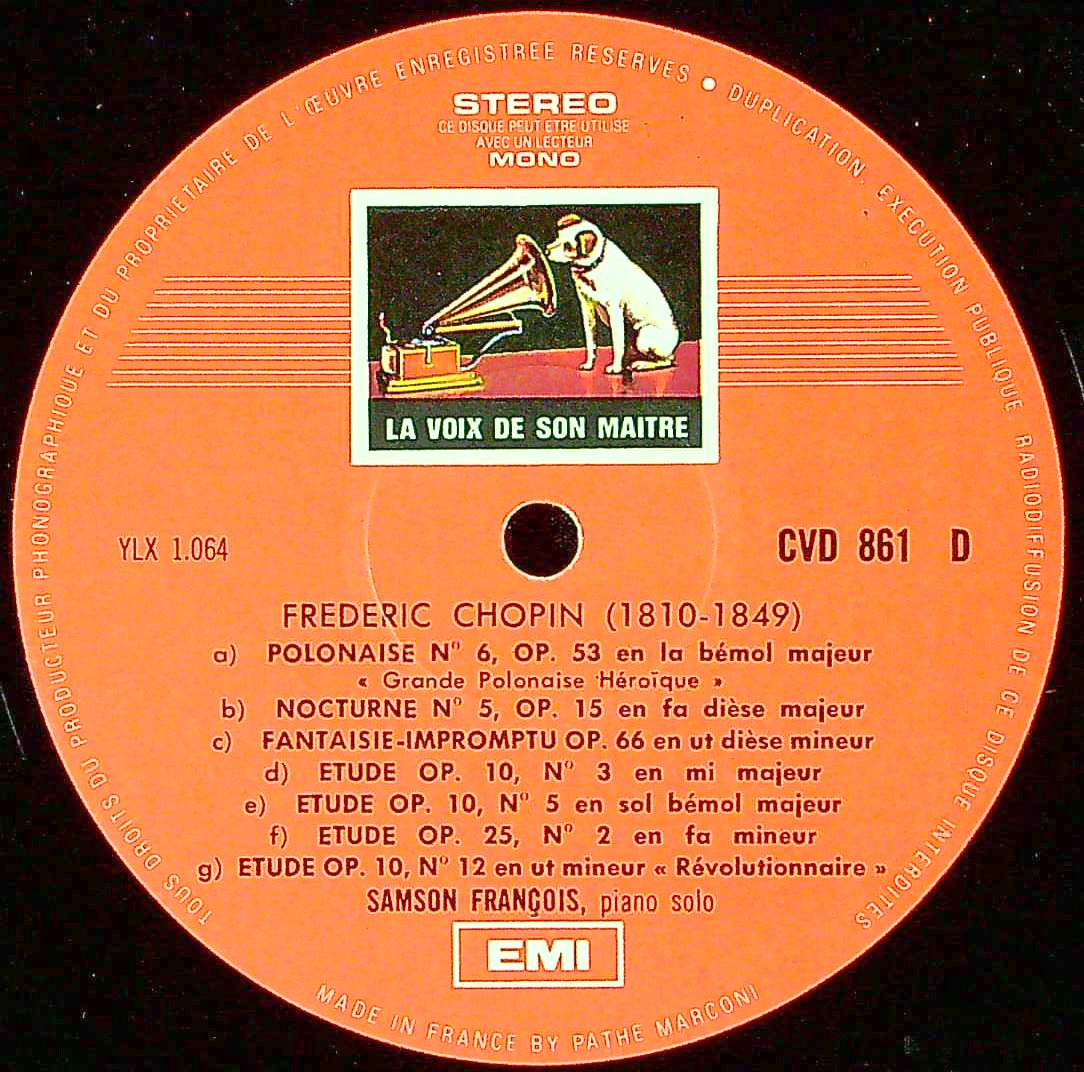 TOUS DROITS DU PRODUCTEUR PHONOGRAPHIQUE ET DU PROPRIETAIRE DE L'ŒUVRE ENREGISTREE RESERVES • DUPLICATION. EXECUTION PUBLIQUE RADIODIFFUSION DE CE DISQUE INTERDITES
STEREO
CE DISQUE PEUT ETRE UTILISE
AVEC UN LECTEUR
MONO
LA VOIX DE SON MAITRE
YLX 1.064
CVD 861 D
FREDERIC CHOPIN (1810-1849)
a) POLONAISE N° 6, OP. 53 en la bémol majeur
« Grande Polonaise Héroïque »
b) NOCTURNE N° 5, OP. 15 en fa dièse majeur
c) FANTAISIE-IMPROMPTU OP. 66 en ut dièse mineur
d) ETUDE OP. 10, N° 3 en mi majeur
e) ETUDE OP. 10, N° 5 en sol bémol majeur
f) ETUDE OP. 25, N° 2 en fa mineur
g) ETUDE OP. 10, N° 12 en ut mineur « Révolutionnaire »
SAMSON FRANÇOIS, piano solo
EMI
MADE IN FRANCE BY PATHE MARCONI